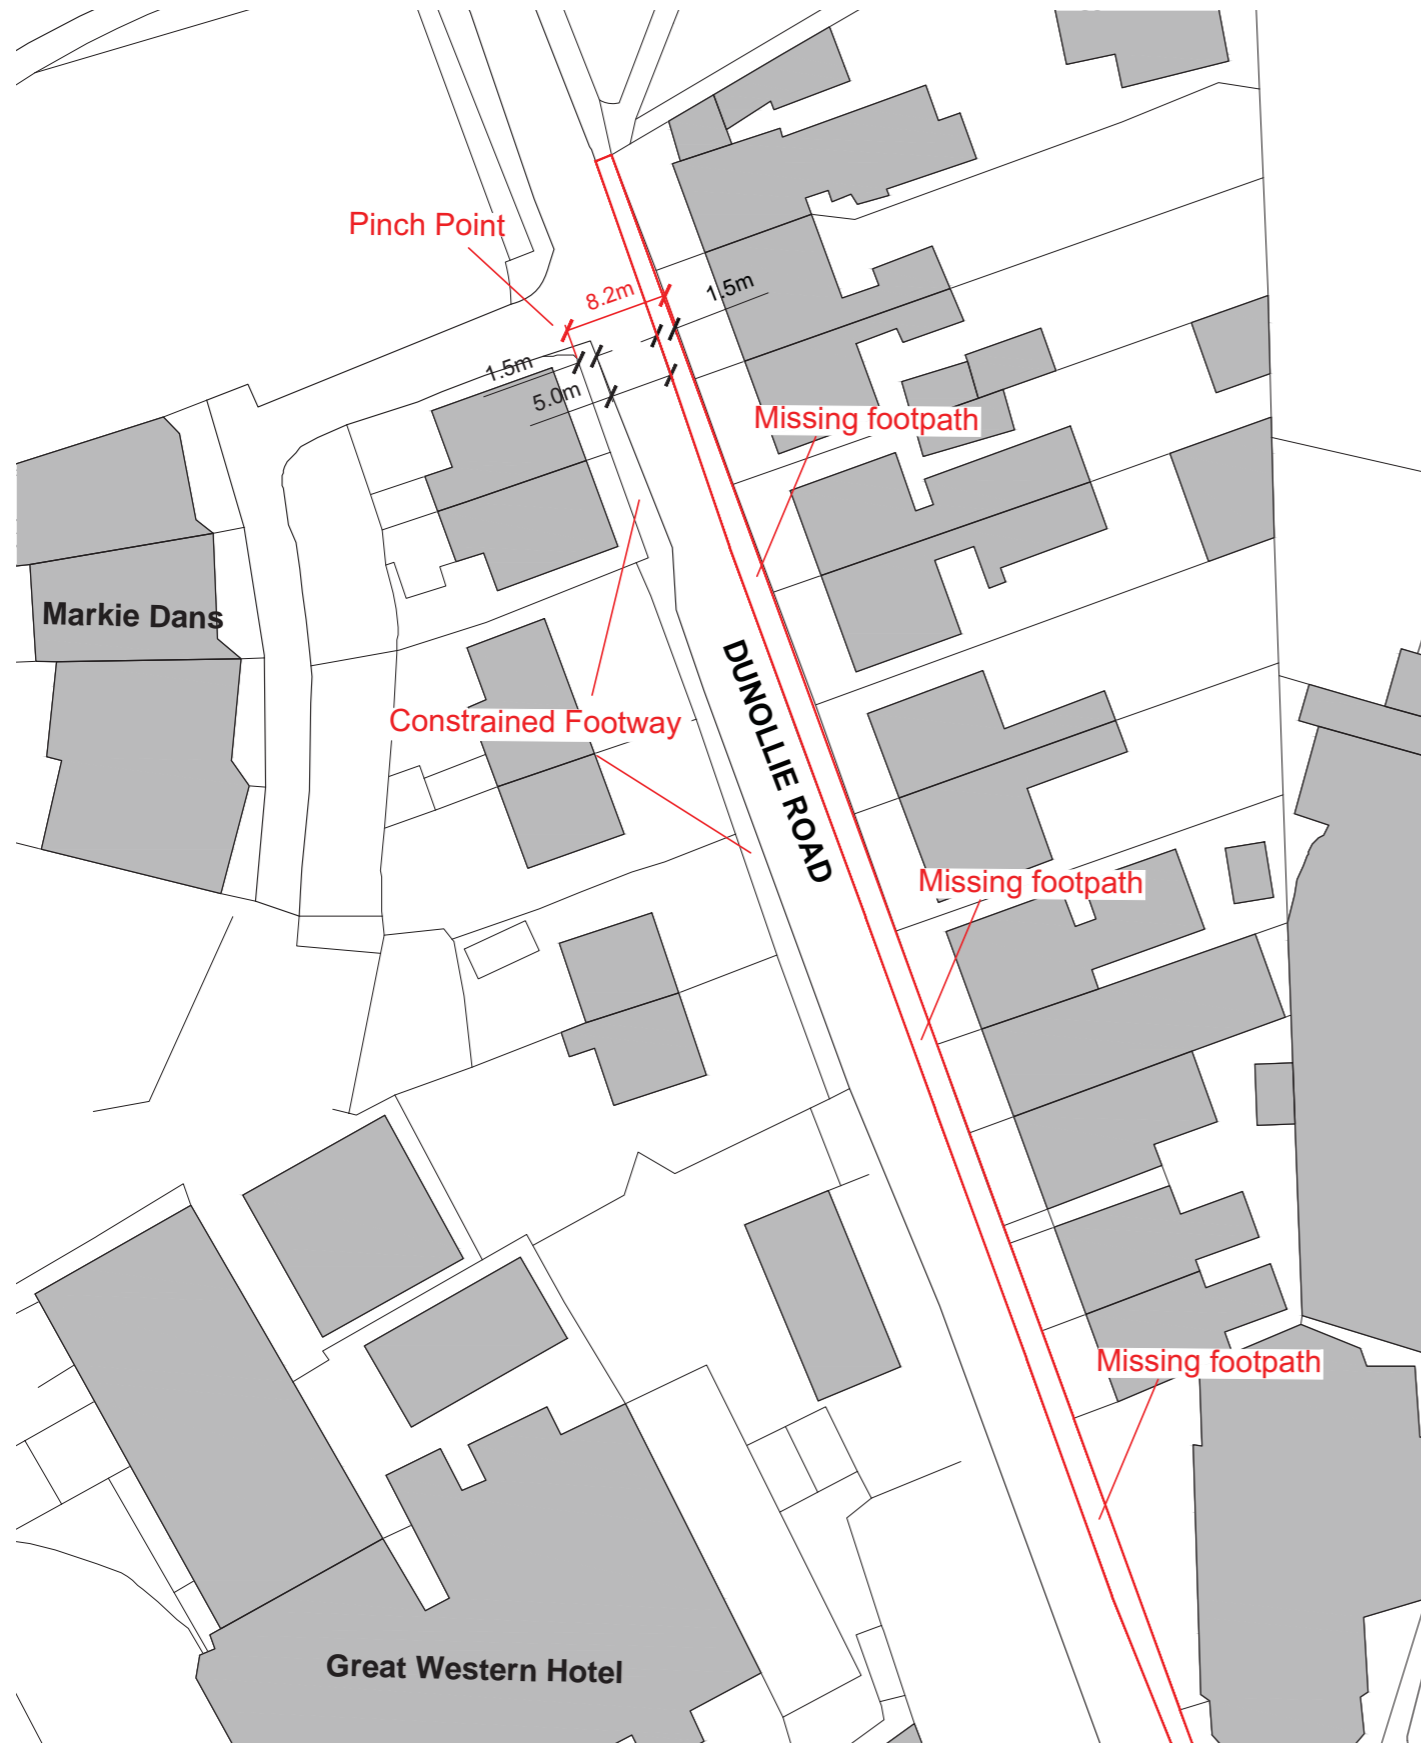 Pinch Point
8.2m
1.5m
1.5m
5.0m
Missing footpath
Markie Dans
Constrained Footway
DUNOLLIE ROAD
Missing footpath
Missing footpath
Great Western Hotel